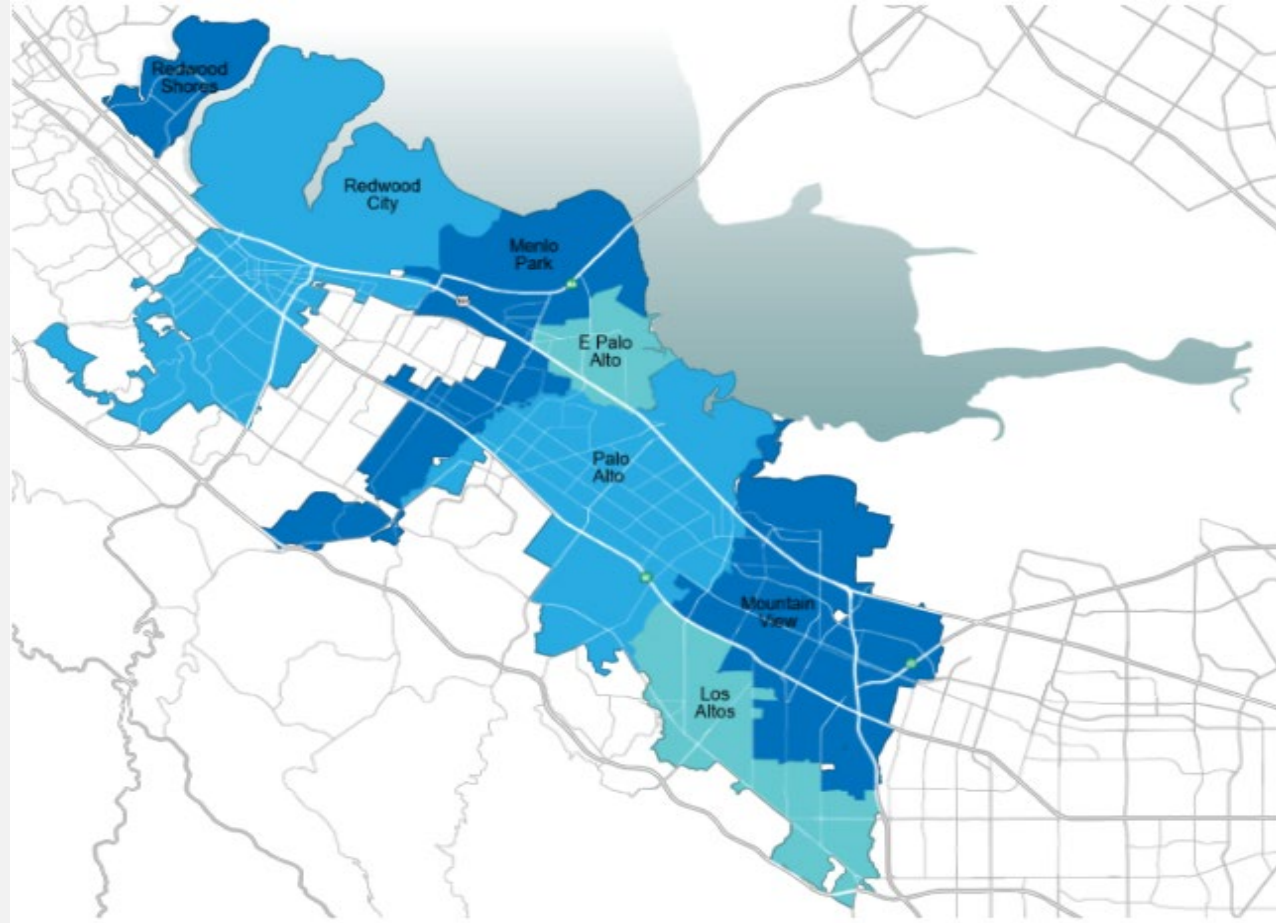 Redwood
Shores
Redwood
City
Menlo
Park
E Palo
Alto
Palo
Alto
Mountain
View
Los
Altos